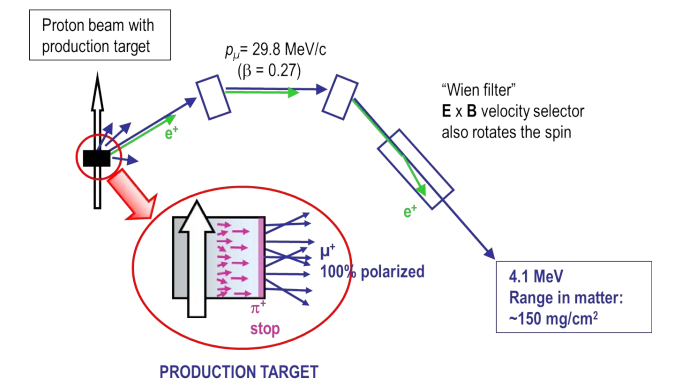 Proton beam with
production target
pμ= 29.8 MeV/c
(β = 0.27)
"Wien filter"
E x B velocity selector
also rotates the spin
e⁺
e⁺
μ⁺
100% polarized
π⁺
stop
4.1 MeV
Range in matter:
~150 mg/cm²
PRODUCTION TARGET